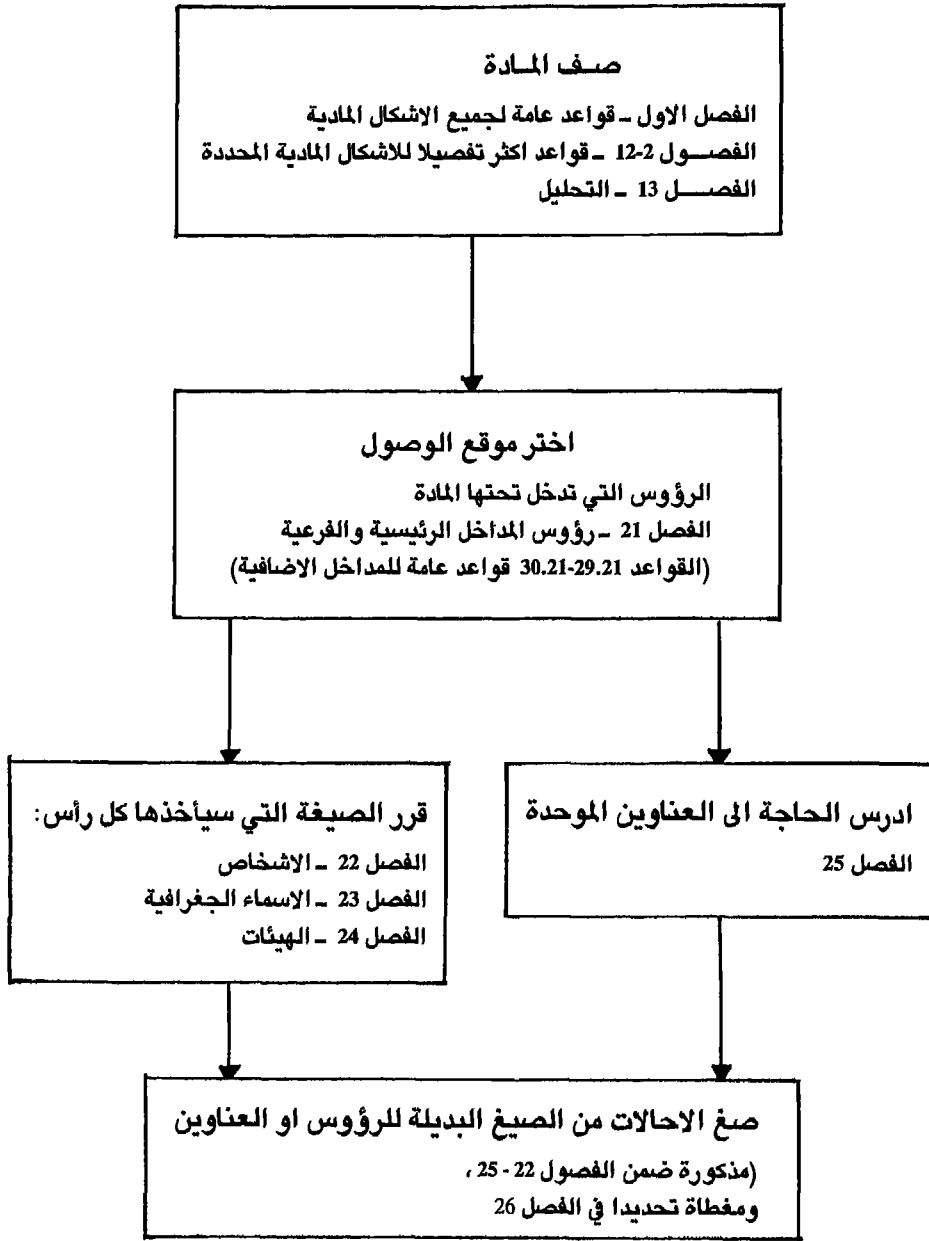 صف المادة
الفصل الاول ـ قواعد عامة لجميع الاشكال المادية
الفصول 2-12 ـ قواعد اكثر تفصيلا للاشكال المادية المحددة
الفصل 13 ـ التحليل
اختر موقع الوصول
الرؤوس التي تدخل تحتها المادة
الفصل 21 ـ رؤوس المداخل الرئيسية والفرعية
(القواعد 29.21-30.21 قواعد عامة للمداخل الاضافية)
قرر الصيغة التي سيأخذها كل رأس:
الفصل 22 ـ الاشخاص
الفصل 23 ـ الاسماء الجغرافية
الفصل 24 ـ الهيئات
ادرس الحاجة الى العناوين الموحدة
الفصل 25
صغ الاحالات من الصيغ البديلة للرؤوس او العناوين
(مذكورة ضمن الفصول 22 - 25 ،
ومغطاة تحديدا في الفصل 26